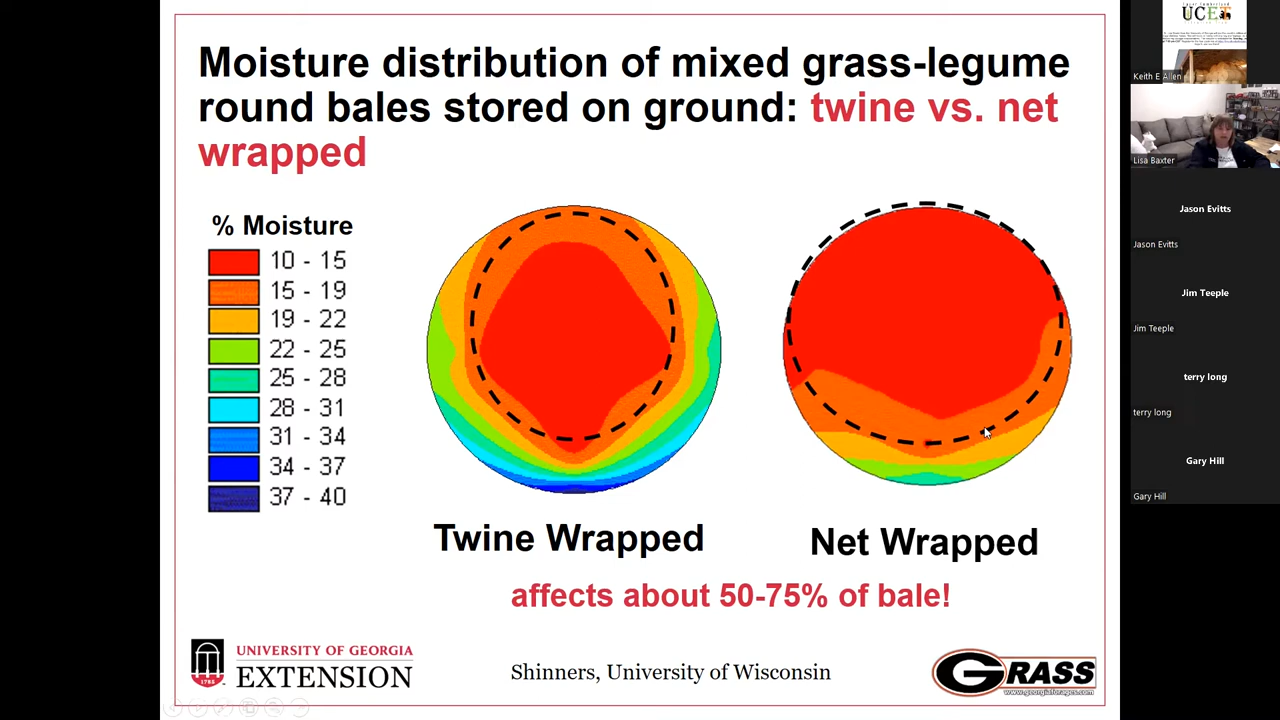 Moisture distribution of mixed grass-legume
round bales stored on ground: twine vs. net
wrapped
% Moisture
10 - 15
15 - 19
19 - 22
22 - 25
25 - 28
28 - 31
31 - 34
34 - 37
37 - 40
Twine Wrapped
Net Wrapped
affects about 50-75% of bale!
1785
UNIVERSITY OF GEORGIA
EXTENSION
Shinners, University of Wisconsin
GRASS
www.georgiaforages.com
UCET
Keith E Allen
Lisa Baxter
Jason Evitts
Jason Evitts
Jim Teeple
Jim Teeple
terry long
terry long
Gary Hill
Gary Hill